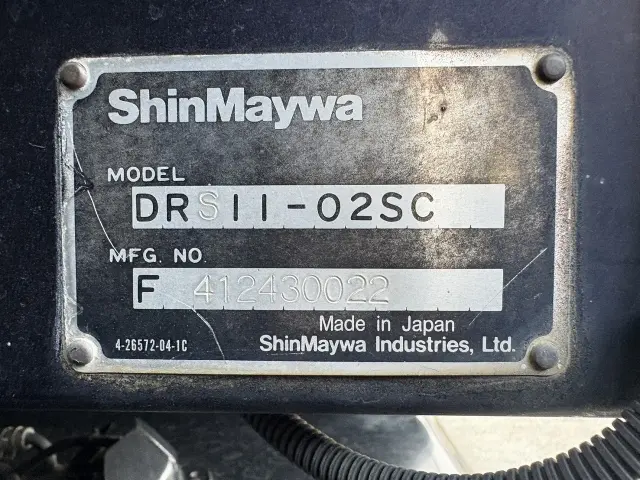 ShinMaywa
MODEL
DRS11-02SC
MFG. NO.
F 412430022
Made in Japan
4-26572-04-1C
ShinMaywa Industries, Ltd.